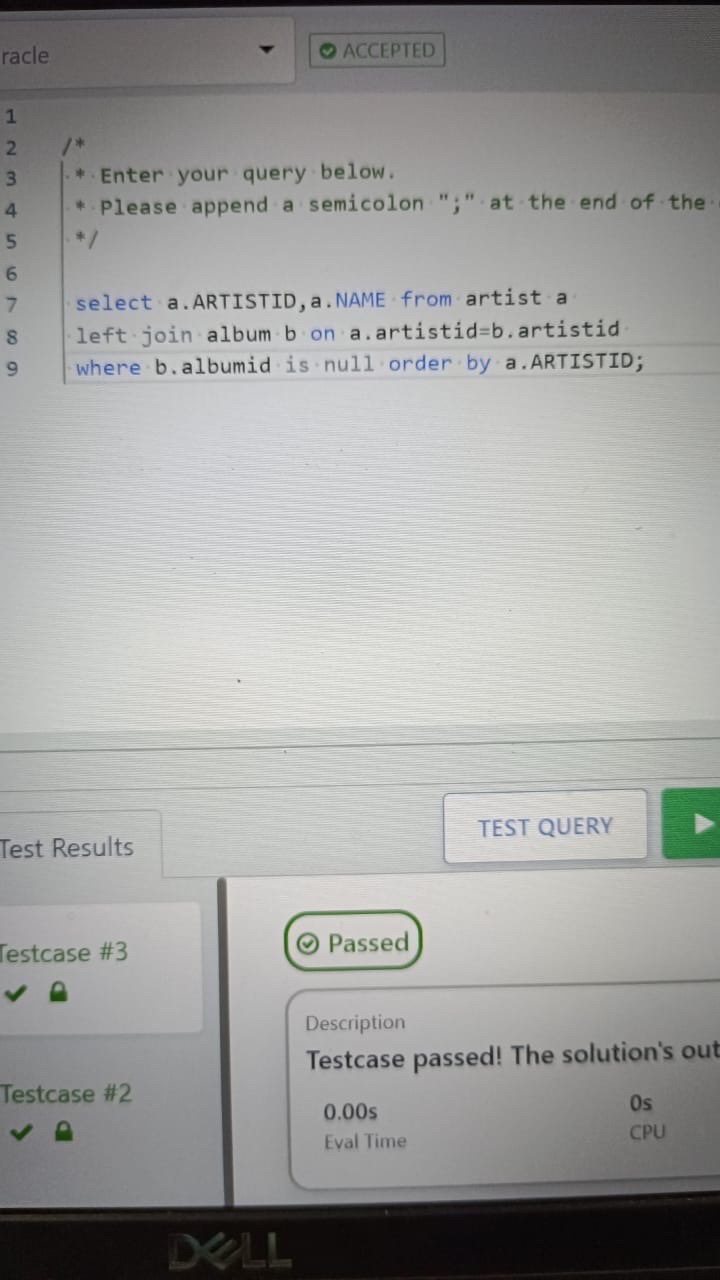 racle
ACCEPTED
1
2 /*
3 * Enter your query below.
4 * Please append a semicolon ";" at the end of the
5 */
6
7 select a.ARTISTID,a.NAME from artist a
8 left join album b on a.artistid=b.artistid
9 where b.albumid is null order by a.ARTISTID;
TEST QUERY
Test Results
Passed
Testcase #3
Description
Testcase passed! The solution's out
Testcase #2
0.00s
0s
Eval Time
CPU
DELL